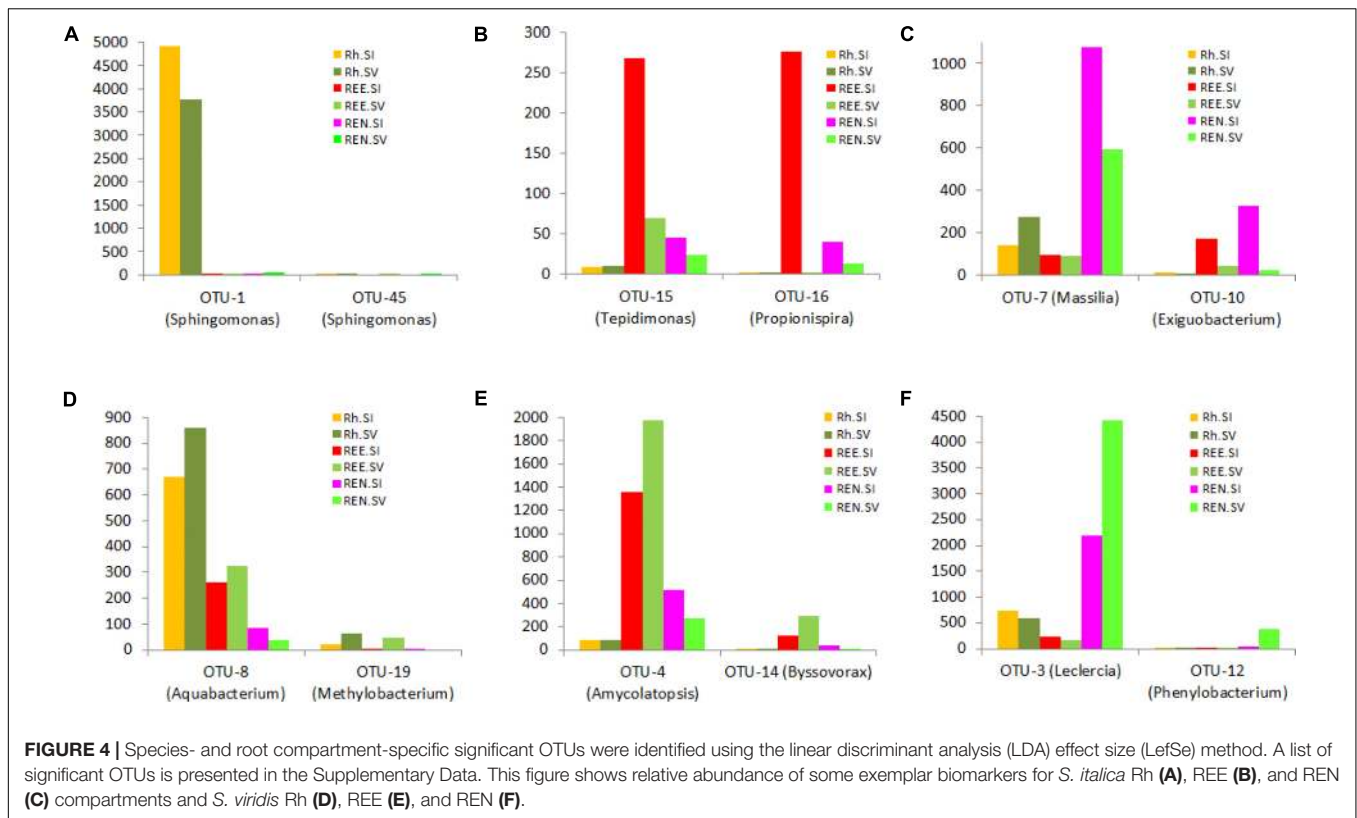 A
5000
4500
4000
3500
3000
2500
2000
1500
1000
500
0
Rh.SI
Rh.SV
REE.SI
REE.SV
REN.SI
REN.SV
OTU-1 OTU-45
(Sphingomonas) (Sphingomonas)
B
300
250
200
150
100
50
0
Rh.SI
Rh.SV
REE.SI
REE.SV
REN.SI
REN.SV
OTU-15 OTU-16
(Tepidimonas) (Propionispira)
C
1000
800
600
400
200
0
Rh.SI
Rh.SV
REE.SI
REE.SV
REN.SI
REN.SV
OTU-7 (Massilia) OTU-10
(Exiguobacterium)
D
900
800
700
600
500
400
300
200
100
0
Rh.SI
Rh.SV
REE.SI
REE.SV
REN.SI
REN.SV
OTU-8 OTU-19
(Aquabacterium) (Methylobacterium)
E
2000
1800
1600
1400
1200
1000
800
600
400
200
0
Rh.SI
Rh.SV
REE.SI
REE.SV
REN.SI
REN.SV
OTU-4 OTU-14 (Byssovorax)
(Amycolatopsis)
F
4500
4000
3500
3000
2500
2000
1500
1000
500
0
Rh.SI
Rh.SV
REE.SI
REE.SV
REN.SI
REN.SV
OTU-3 (Leclercia) OTU-12
(Phenylobacterium)
FIGURE 4 | Species- and root compartment-specific significant OTUs were identified using the linear discriminant analysis (LDA) effect size (LefSe) method. A list of
significant OTUs is presented in the Supplementary Data. This figure shows relative abundance of some exemplar biomarkers for S. italica Rh (A), REE (B), and REN
(C) compartments and S. viridis Rh (D), REE (E), and REN (F).